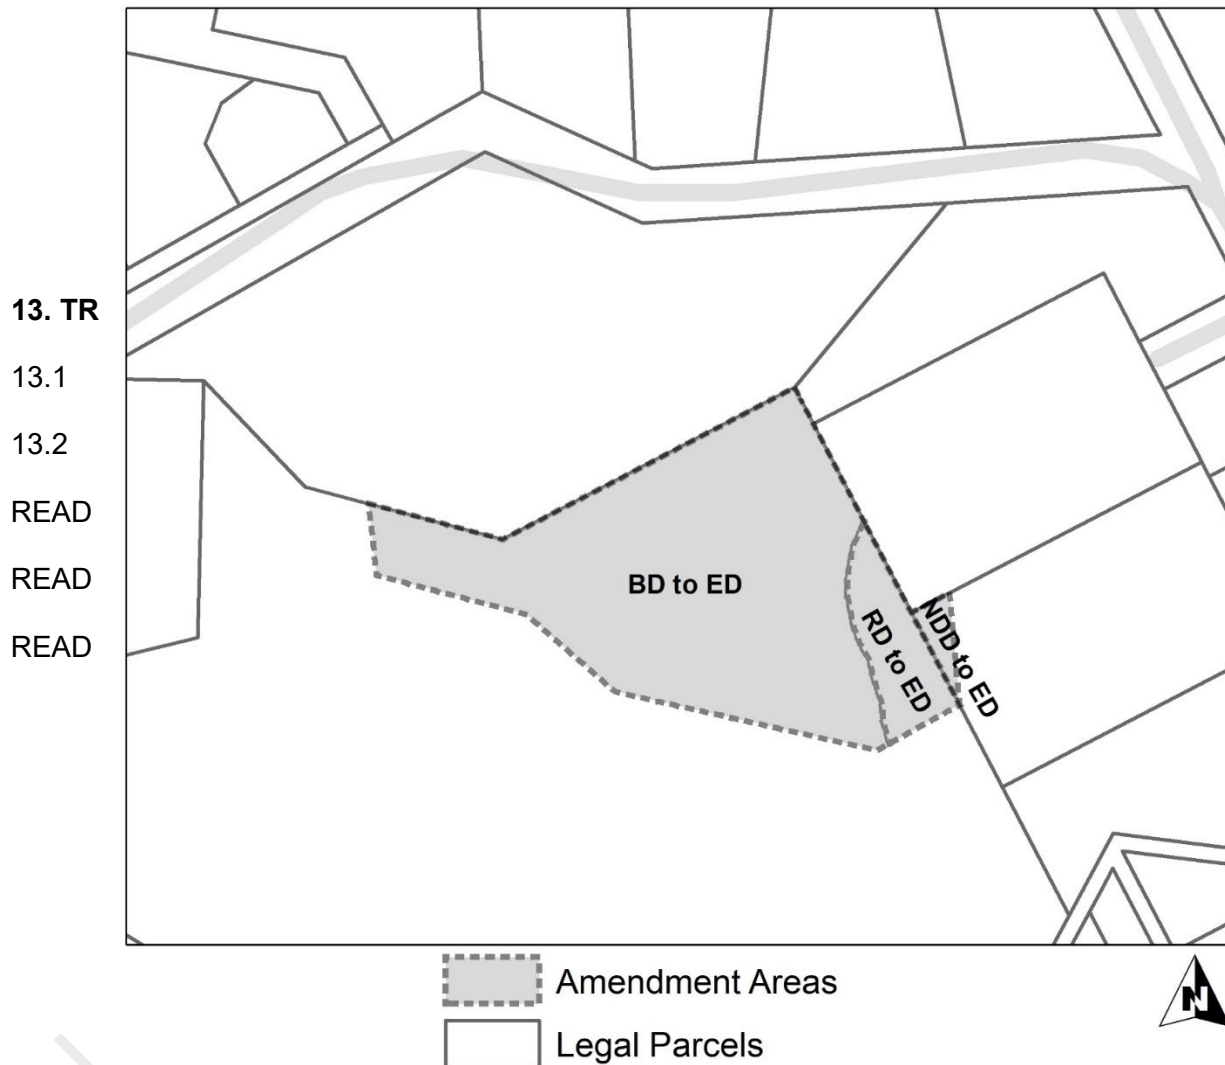 13. TR
13.1
13.2
READ
READ
READ
BD to ED
RD to ED
NDD to ED
Amendment Areas
Legal Parcels
N